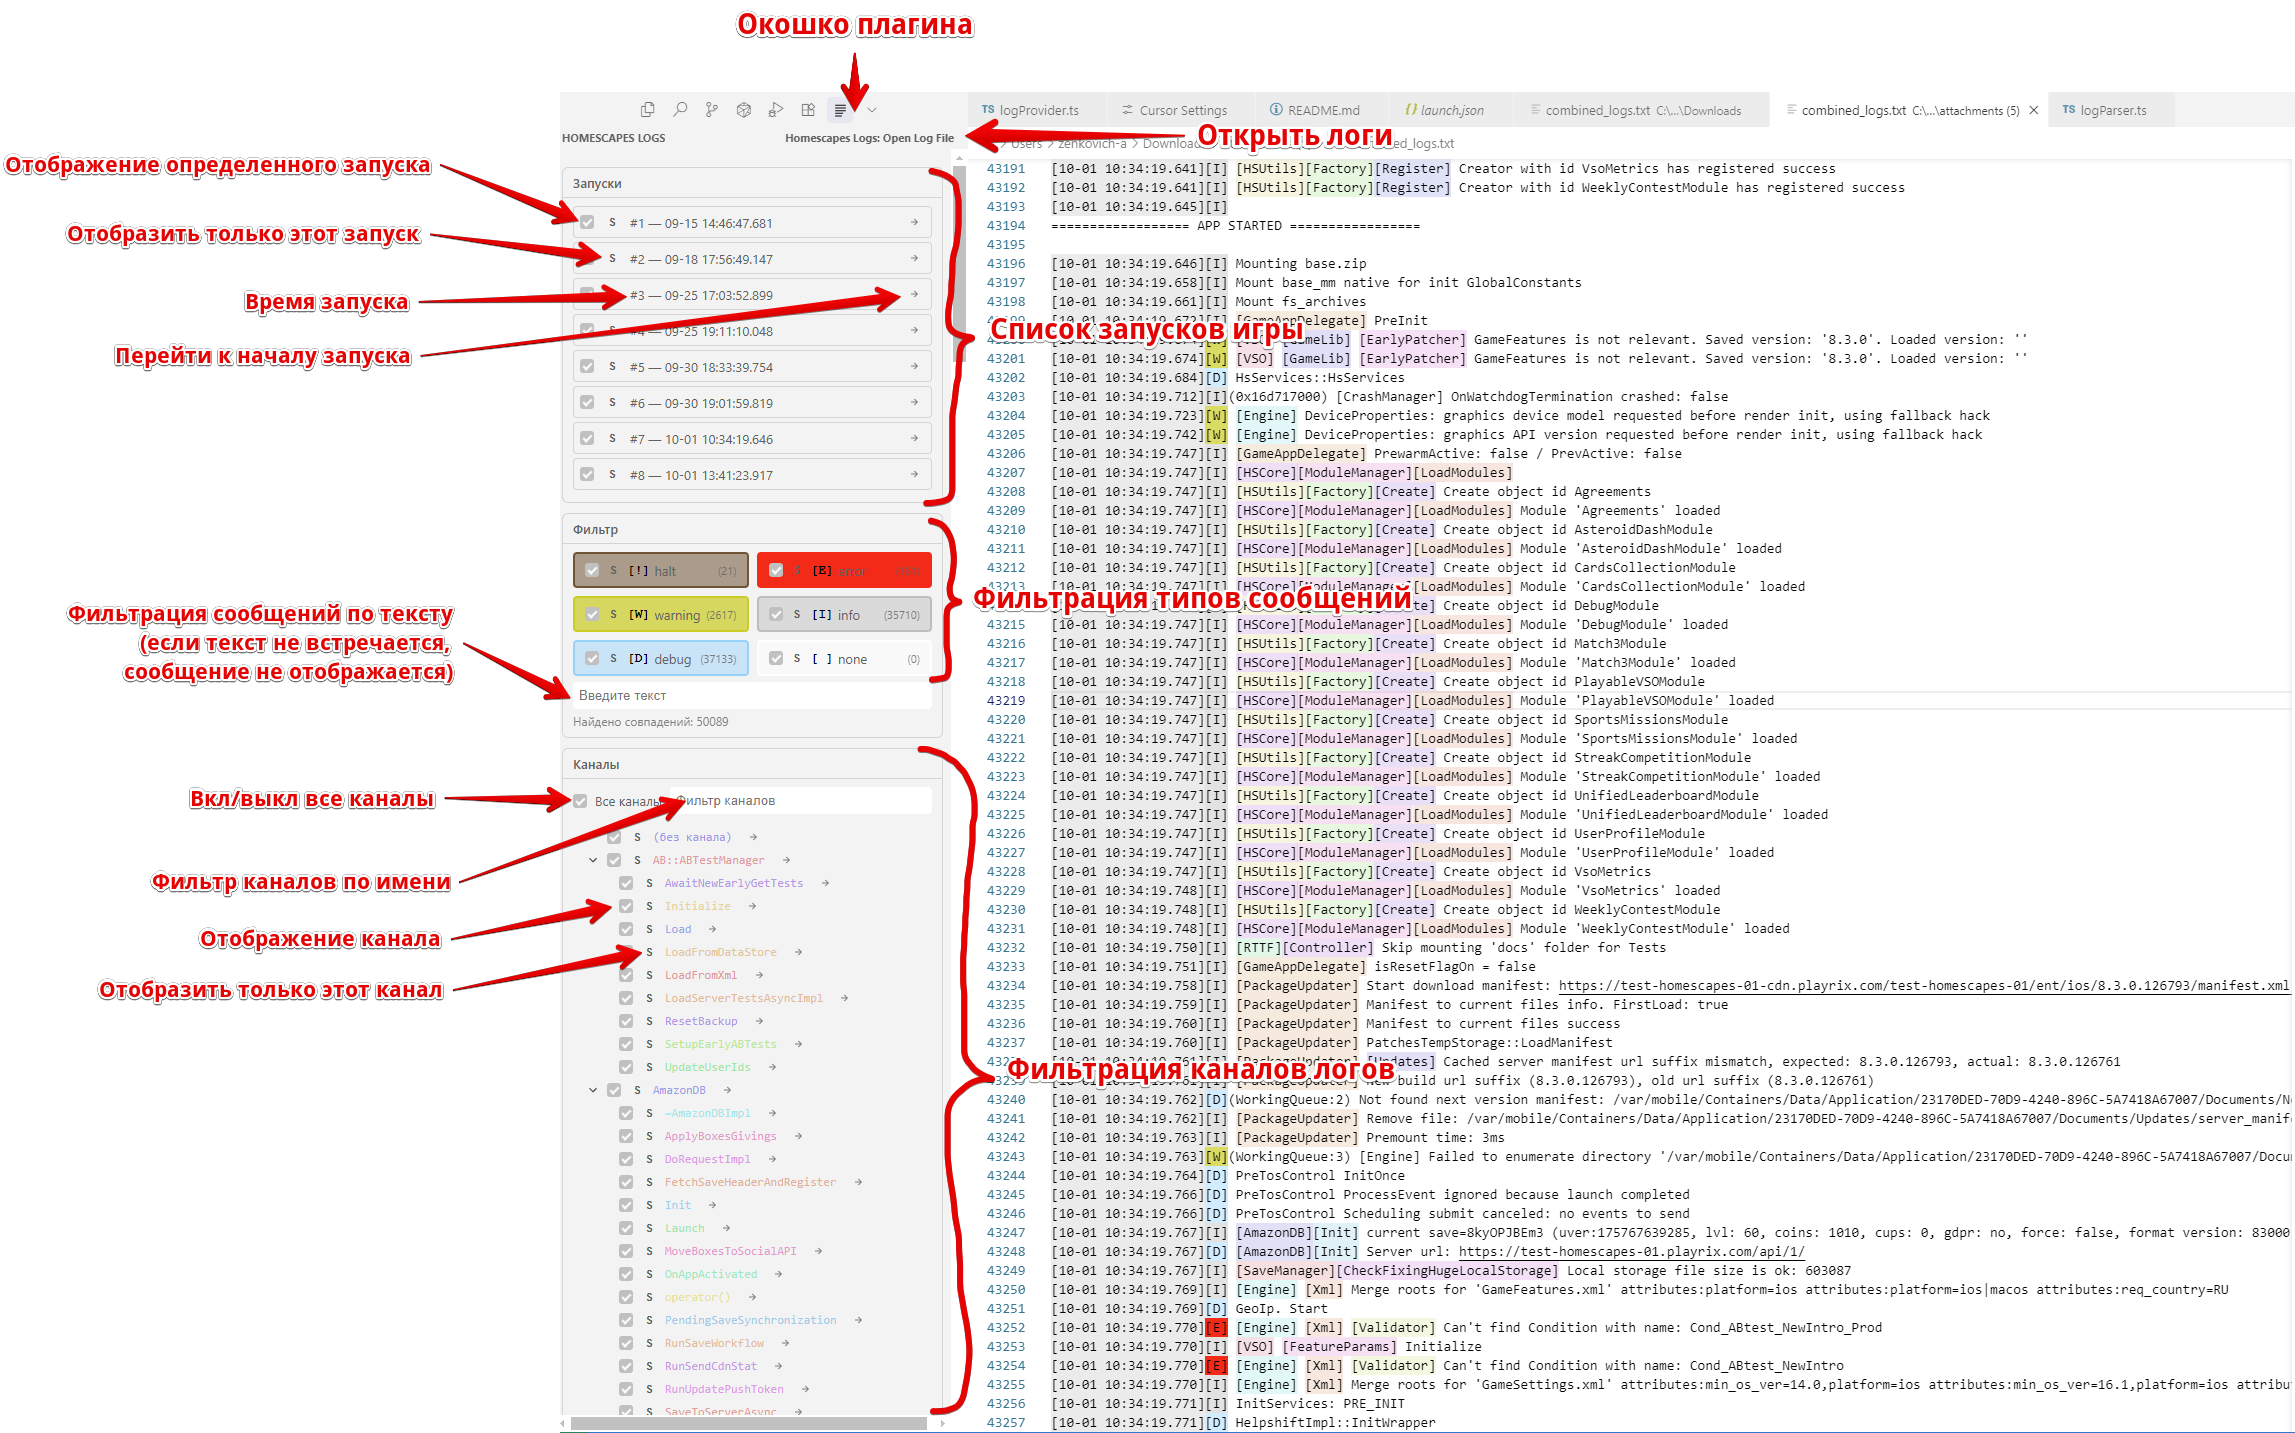 Окошко плагина
TS logProvider.ts
Cursor Settings
README.md
launch.json
combined_logs.txt C:\...\Downloads
combined_logs.txt C:\...\attachments (5)
TS logParser.ts
HOMESCAPES LOGS
Homescapes Logs: Open Log File
Открыть логи
Users > zenkovich-a >
Отображение определенного запуска
Отобразить только этот запуск
Время запуска
Перейти к началу запуска
Запуски
S #1 — 09-15 14:46:47.681
S #2 — 09-18 17:56:49.147
#3 — 09-25 17:03:52.899
#4 — 09-25 19:11:10.048
S #5 — 09-30 18:33:39.754
S #6 — 09-30 19:01:59.819
S #7 — 10-01 10:34:19.646
S #8 — 10-01 13:41:23.917
Список запусков игры
Фильтр
S [!] halt (21)
S [E] error
S [W] warning (2617)
S [I] info (35710)
S [D] debug (37133)
S [ ] none (0)
Фильтрация типов сообщений
Фильтрация сообщений по тексту
(если текст не встречается,
сообщение не отображается)
Введите текст
Найдено совпадений: 50089
Каналы
Вкл/выкл все каналы
Все каналы
Фильтр каналов
Фильтр каналов по имени
Отображение канала
Отобразить только этот канал
Фильтрация каналов логов
S (без канала)
S AB::ABTestManager
S AwaitNewEarlyGetTests
S Initialize
S Load
LoadFromDataStore
S LoadFromXml
S LoadServerTestsAsyncImpl
S ResetBackup
S SetupEarlyABTests
S UpdateUserIds
S AmazonDB
S ~AmazonDBImpl
S ApplyBoxesGivings
S DoRequestImpl
S FetchSaveHeaderAndRegister
S Init
S Launch
S MoveBoxesToSocialAPI
S OnAppActivated
S operator()
S PendingSaveSynchronization
S RunSaveWorkflow
S RunSendCdnStat
S RunUpdatePushToken
S SaveToServerAsync
43191 [10-01 10:34:19.641][I] [HSUtils][Factory][Register] Creator with id VsoMetrics has registered success
43192 [10-01 10:34:19.641][I] [HSUtils][Factory][Register] Creator with id WeeklyContestModule has registered success
43193 [10-01 10:34:19.645][I]
43194 ================== APP STARTED =================
43195
43196 [10-01 10:34:19.646][I] Mounting base.zip
43197 [10-01 10:34:19.658][I] Mount base_mm native for init GlobalConstants
43198 [10-01 10:34:19.661][I] Mount fs_archives
[GameAppDelegate] PreInit
[GameLib] [EarlyPatcher] GameFeatures is not relevant. Saved version: '8.3.0'. Loaded version: ''
43201 [10-01 10:34:19.674][W] [VSO] [GameLib] [EarlyPatcher] GameFeatures is not relevant. Saved version: '8.3.0'. Loaded version: ''
43202 [10-01 10:34:19.684][D] HsServices::HsServices
43203 [10-01 10:34:19.712][I](0x16d717000) [CrashManager] OnWatchdogTermination crashed: false
43204 [10-01 10:34:19.723][W] [Engine] DeviceProperties: graphics device model requested before render init, using fallback hack
43205 [10-01 10:34:19.742][W] [Engine] DeviceProperties: graphics API version requested before render init, using fallback hack
43206 [10-01 10:34:19.747][I] [GameAppDelegate] PrewarmActive: false / PrevActive: false
43207 [10-01 10:34:19.747][I] [HSCore][ModuleManager][LoadModules]
43208 [10-01 10:34:19.747][I] [HSUtils][Factory][Create] Create object id Agreements
43209 [10-01 10:34:19.747][I] [HSCore][ModuleManager][LoadModules] Module 'Agreements' loaded
43210 [10-01 10:34:19.747][I] [HSUtils][Factory][Create] Create object id AsteroidDashModule
43211 [10-01 10:34:19.747][I] [HSCore][ModuleManager][LoadModules] Module 'AsteroidDashModule' loaded
43212 [10-01 10:34:19.747][I] [HSUtils][Factory][Create] Create object id CardsCollectionModule
43213 [10-01 10:34:19.747][I] [HSCore][ModuleManager][LoadModules] Module 'CardsCollectionModule' loaded
Create object id DebugModule
43215 [10-01 10:34:19.747][I] [HSCore][ModuleManager][LoadModules] Module 'DebugModule' loaded
43216 [10-01 10:34:19.747][I] [HSUtils][Factory][Create] Create object id Match3Module
43217 [10-01 10:34:19.747][I] [HSCore][ModuleManager][LoadModules] Module 'Match3Module' loaded
43218 [10-01 10:34:19.747][I] [HSUtils][Factory][Create] Create object id PlayableVSOModule
43219 [10-01 10:34:19.747][I] [HSCore][ModuleManager][LoadModules] Module 'PlayableVSOModule' loaded
43220 [10-01 10:34:19.747][I] [HSUtils][Factory][Create] Create object id SportsMissionsModule
43221 [10-01 10:34:19.747][I] [HSCore][ModuleManager][LoadModules] Module 'SportsMissionsModule' loaded
43222 [10-01 10:34:19.747][I] [HSUtils][Factory][Create] Create object id StreakCompetitionModule
43223 [10-01 10:34:19.747][I] [HSCore][ModuleManager][LoadModules] Module 'StreakCompetitionModule' loaded
43224 [10-01 10:34:19.747][I] [HSUtils][Factory][Create] Create object id UnifiedLeaderboardModule
43225 [10-01 10:34:19.747][I] [HSCore][ModuleManager][LoadModules] Module 'UnifiedLeaderboardModule' loaded
43226 [10-01 10:34:19.747][I] [HSUtils][Factory][Create] Create object id UserProfileModule
43227 [10-01 10:34:19.747][I] [HSCore][ModuleManager][LoadModules] Module 'UserProfileModule' loaded
43228 [10-01 10:34:19.747][I] [HSUtils][Factory][Create] Create object id VsoMetrics
43229 [10-01 10:34:19.748][I] [HSCore][ModuleManager][LoadModules] Module 'VsoMetrics' loaded
43230 [10-01 10:34:19.748][I] [HSUtils][Factory][Create] Create object id WeeklyContestModule
43231 [10-01 10:34:19.748][I] [HSCore][ModuleManager][LoadModules] Module 'WeeklyContestModule' loaded
43232 [10-01 10:34:19.750][I] [RTTF][Controller] Skip mounting 'docs' folder for Tests
43233 [10-01 10:34:19.751][I] [GameAppDelegate] isResetFlagOn = false
43234 [10-01 10:34:19.758][I] [PackageUpdater] Start download manifest: https://test-homescapes-01-cdn.playrix.com/test-homescapes-01/ent/ios/8.3.0.126793/manifest.xml
43235 [10-01 10:34:19.759][I] [PackageUpdater] Manifest to current files info. FirstLoad: true
43236 [10-01 10:34:19.760][I] [PackageUpdater] Manifest to current files success
43237 [10-01 10:34:19.760][I] [PackageUpdater] PatchesTempStorage::LoadManifest
[PackageUpdater] [Updates] Cached server manifest url suffix mismatch, expected: 8.3.0.126793, actual: 8.3.0.126761
[PackageUpdater] New build url suffix (8.3.0.126793), old url suffix (8.3.0.126761)
43240 [10-01 10:34:19.762][D](WorkingQueue:2) Not found next version manifest: /var/mobile/Containers/Data/Application/23170DED-70D9-4240-896C-5A7418A67007/Documents/N
43241 [10-01 10:34:19.762][I] [PackageUpdater] Remove file: /var/mobile/Containers/Data/Application/23170DED-70D9-4240-896C-5A7418A67007/Documents/Updates/server_manif
43242 [10-01 10:34:19.763][I] [PackageUpdater] Premount time: 3ms
43243 [10-01 10:34:19.763][W](WorkingQueue:3) [Engine] Failed to enumerate directory '/var/mobile/Containers/Data/Application/23170DED-70D9-4240-896C-5A7418A67007/Docu
43244 [10-01 10:34:19.764][D] PreTosControl InitOnce
43245 [10-01 10:34:19.766][D] PreTosControl ProcessEvent ignored because launch completed
43246 [10-01 10:34:19.766][D] PreTosControl Scheduling submit canceled: no events to send
43247 [10-01 10:34:19.767][I] [AmazonDB][Init] current save=8kyOPJBEm3 (uver:175767639285, lvl: 60, coins: 1010, cups: 0, gdpr: no, force: false, format version: 83000
43248 [10-01 10:34:19.767][D] [AmazonDB][Init] Server url: https://test-homescapes-01.playrix.com/api/1/
43249 [10-01 10:34:19.767][I] [SaveManager][CheckFixingHugeLocalStorage] Local storage file size is ok: 603087
43250 [10-01 10:34:19.769][I] [Engine] [Xml] Merge roots for 'GameFeatures.xml' attributes:platform=ios attributes:platform=ios|macos attributes:req_country=RU
43251 [10-01 10:34:19.769][D] GeoIp. Start
43252 [10-01 10:34:19.770][E] [Engine] [Xml] [Validator] Can't find Condition with name: Cond_ABtest_NewIntro_Prod
43253 [10-01 10:34:19.770][I] [VSO] [FeatureParams] Initialize
43254 [10-01 10:34:19.770][E] [Engine] [Xml] [Validator] Can't find Condition with name: Cond_ABtest_NewIntro
43255 [10-01 10:34:19.770][I] [Engine] [Xml] Merge roots for 'GameSettings.xml' attributes:min_os_ver=14.0,platform=ios attributes:min_os_ver=16.1,platform=ios attribu
43256 [10-01 10:34:19.771][I] InitServices: PRE_INIT
43257 [10-01 10:34:19.771][D] HelpshiftImpl::InitWrapper